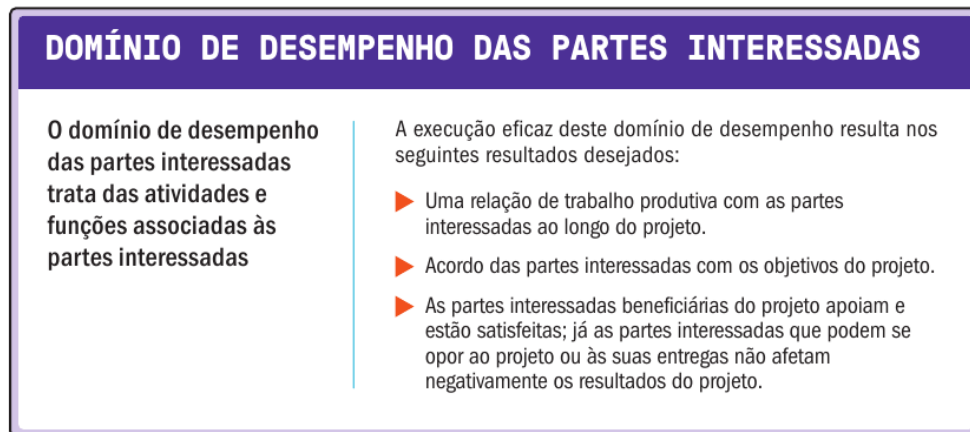 DOMÍNIO DE DESEMPENHO DAS PARTES INTERESSADAS
O domínio de desempenho
das partes interessadas
trata das atividades e
funções associadas às
partes interessadas
A execução eficaz deste domínio de desempenho resulta nos
seguintes resultados desejados:
Uma relação de trabalho produtiva com as partes
interessadas ao longo do projeto.
Acordo das partes interessadas com os objetivos do projeto.
As partes interessadas beneficiárias do projeto apoiam e
estão satisfeitas; já as partes interessadas que podem se
opor ao projeto ou às suas entregas não afetam
negativamente os resultados do projeto.